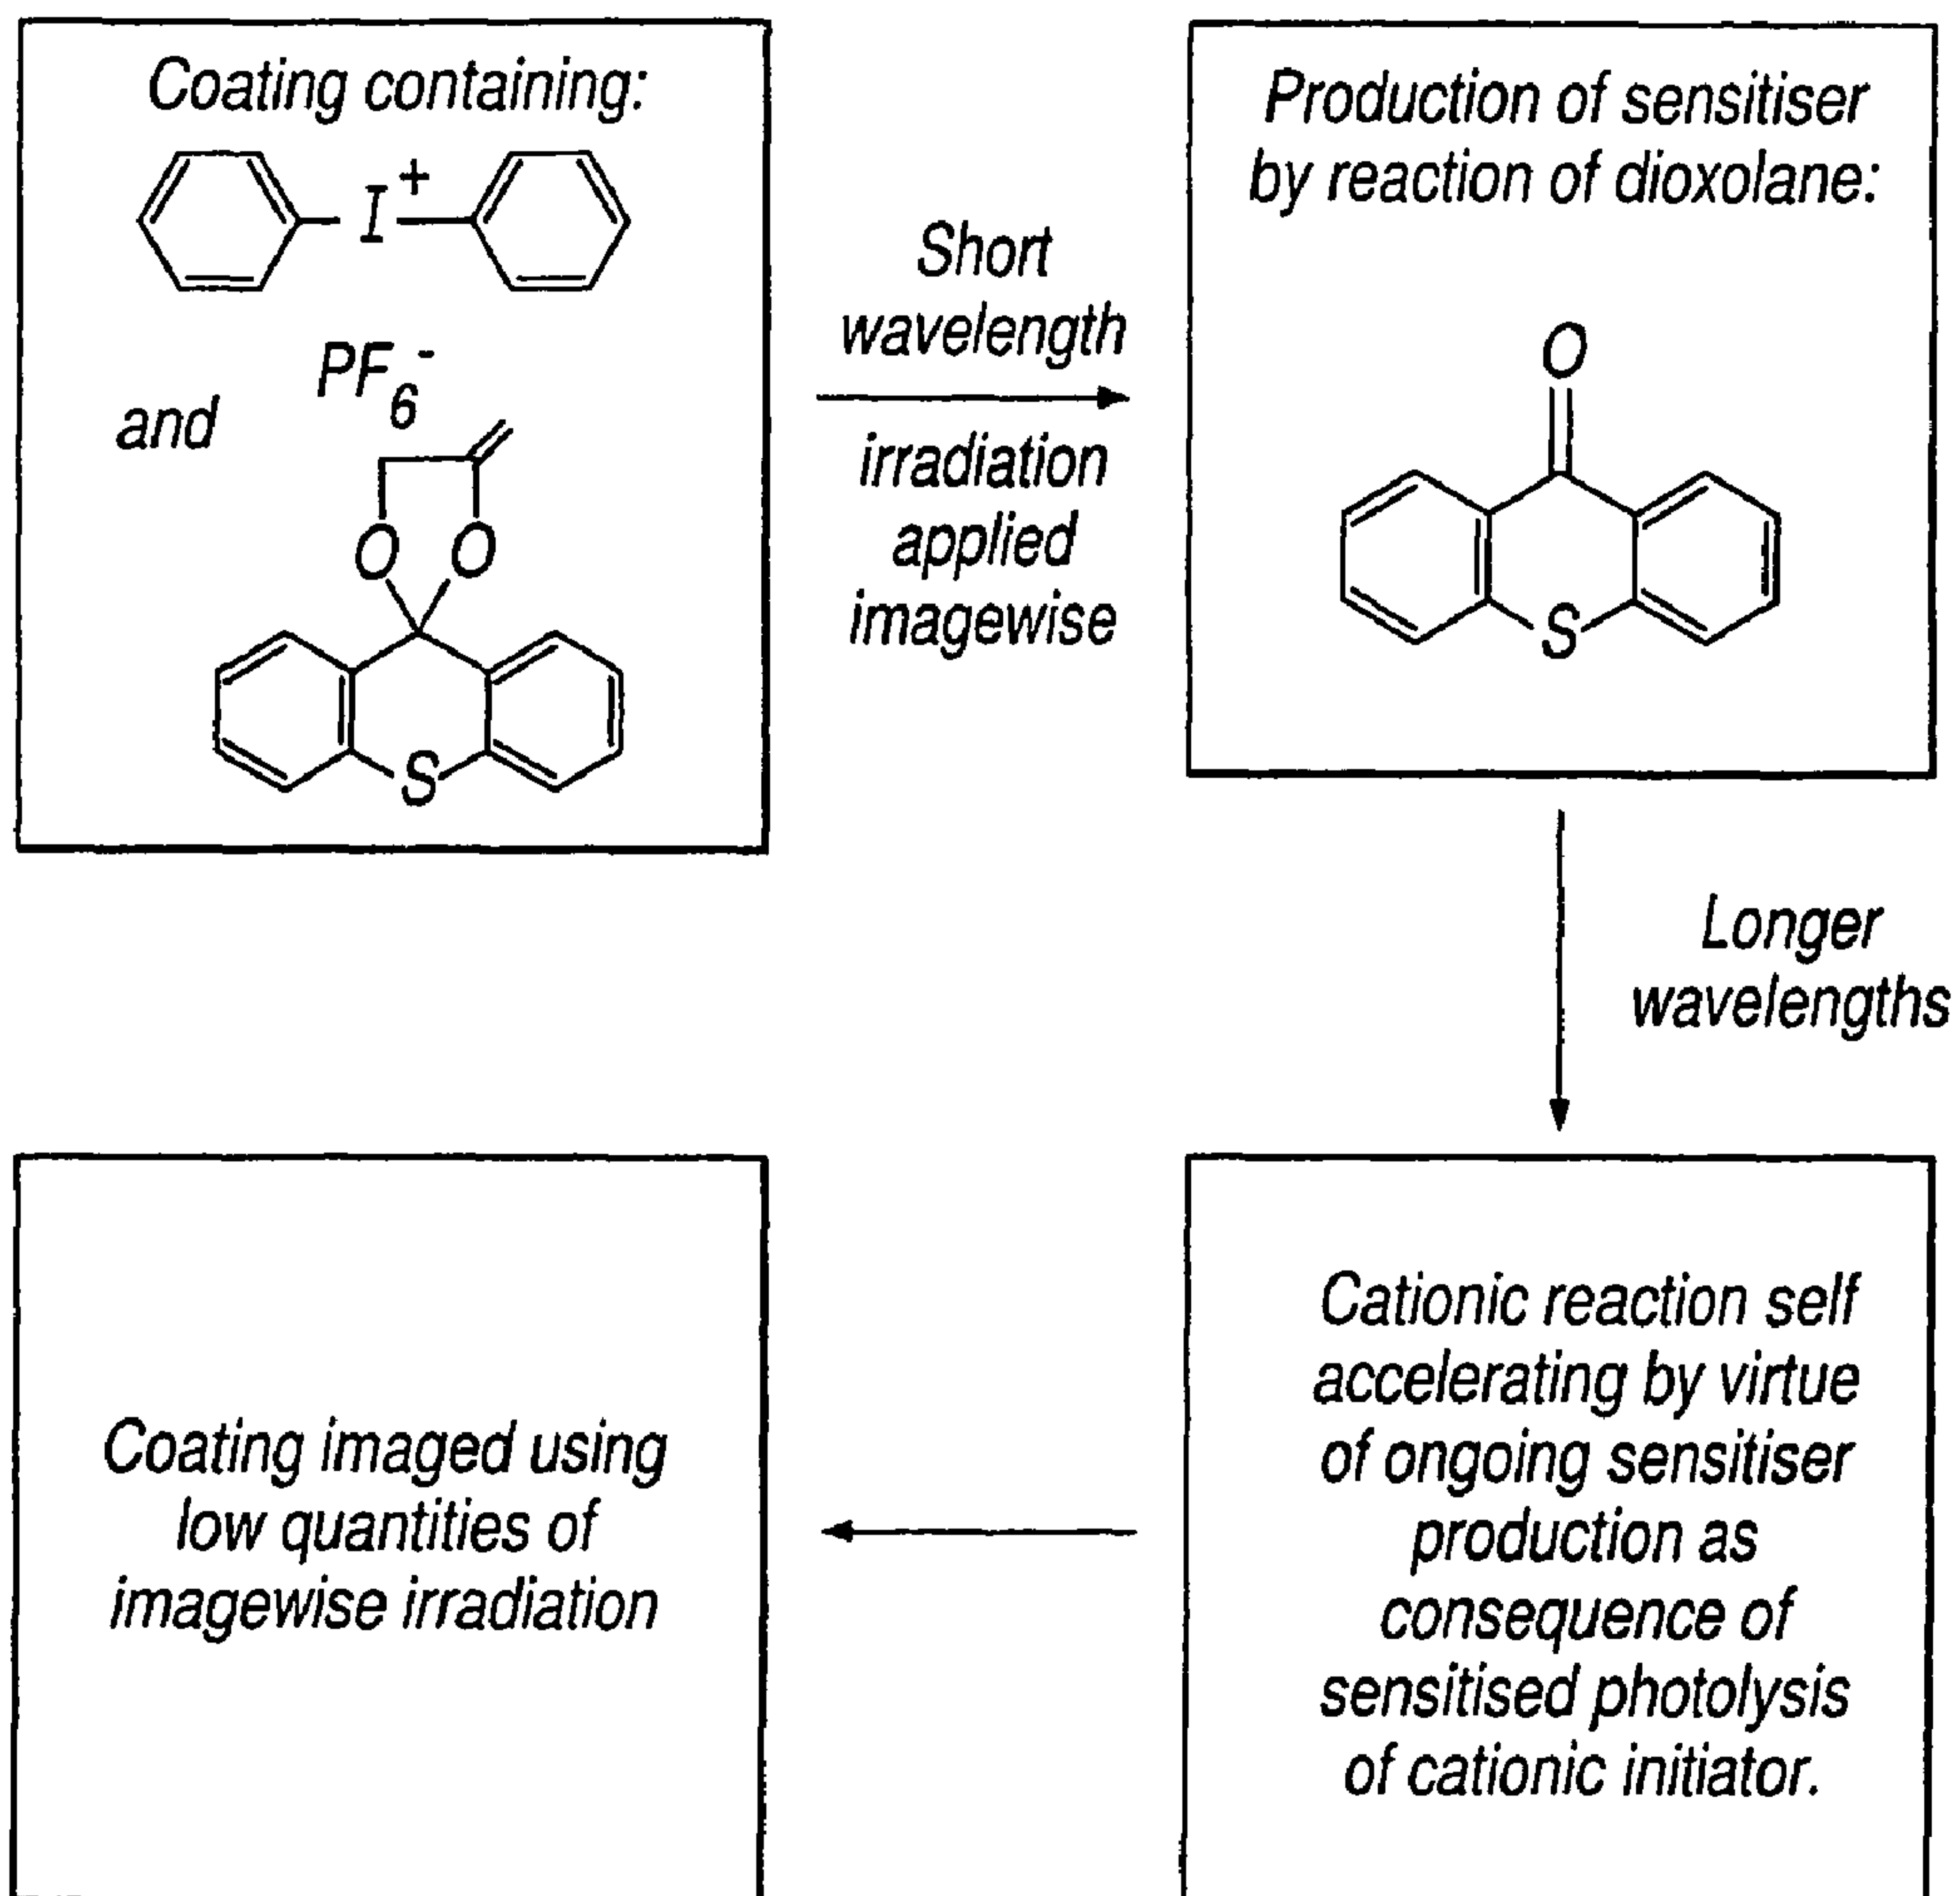 Coating containing:
I+
PF6-
and
O O
S
Short
wavelength
irradiation
applied
imagewise
Production of sensitiser
by reaction of dioxolane:
O
S
Longer
wavelengths
Cationic reaction self
accelerating by virtue
of ongoing sensitiser
production as
consequence of
sensitised photolysis
of cationic initiator.
Coating imaged using
low quantities of
imagewise irradiation